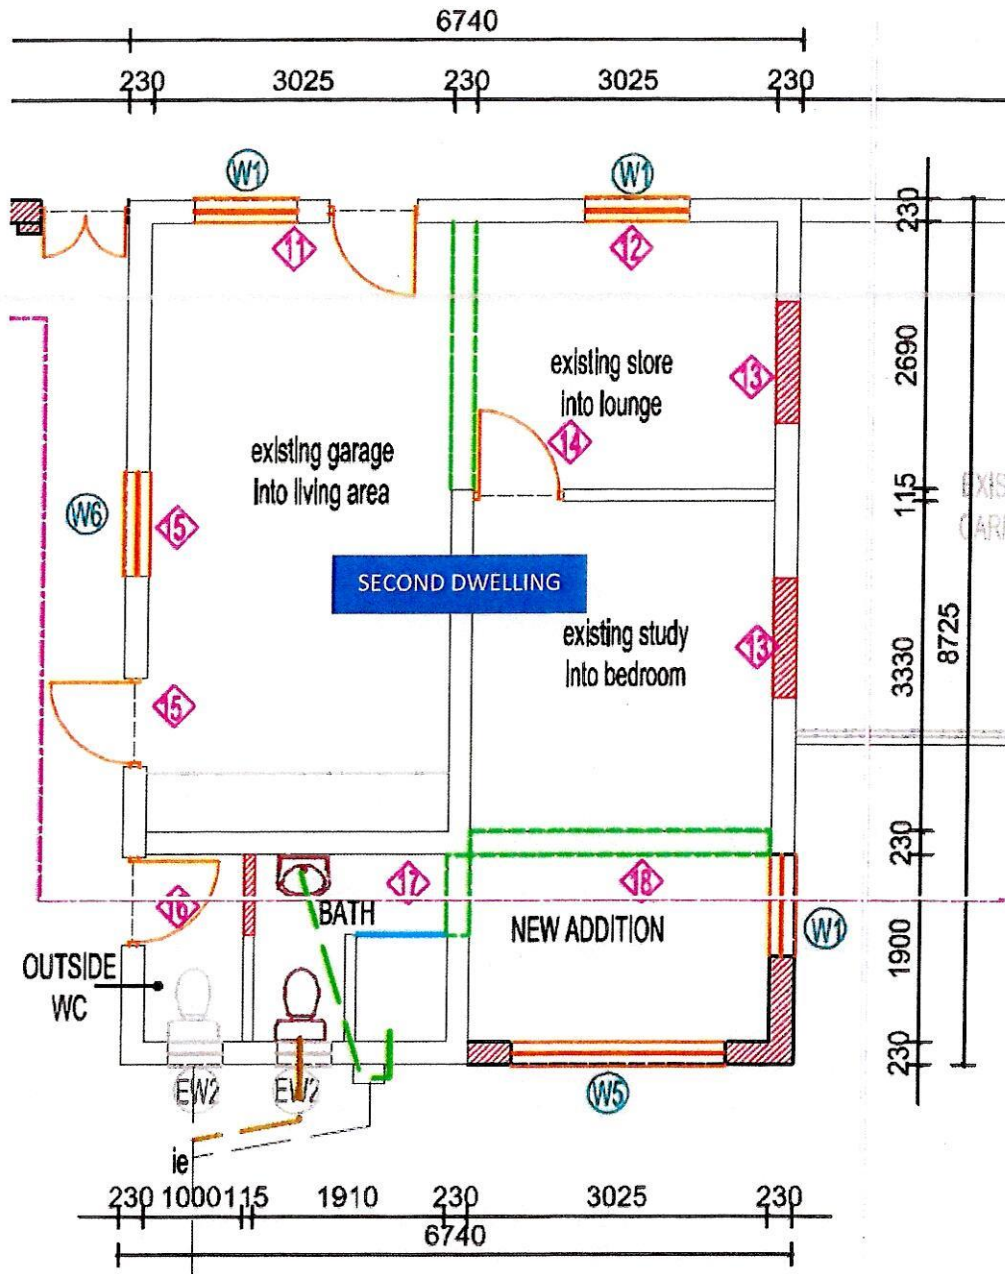 6740
230 3025 230 3025 230
W1 W1
11 12
230
existing store
into lounge
13
2690
14
existing garage
into living area
115
W6
15
SECOND DWELLING
existing study
into bedroom
13
3330
8725
15
230
17 18
16
BATH
NEW ADDITION
W1
1900
OUTSIDE
WC
230
EW2 EW2
W5
ie
230 1000 115 1910 230 3025 230
6740